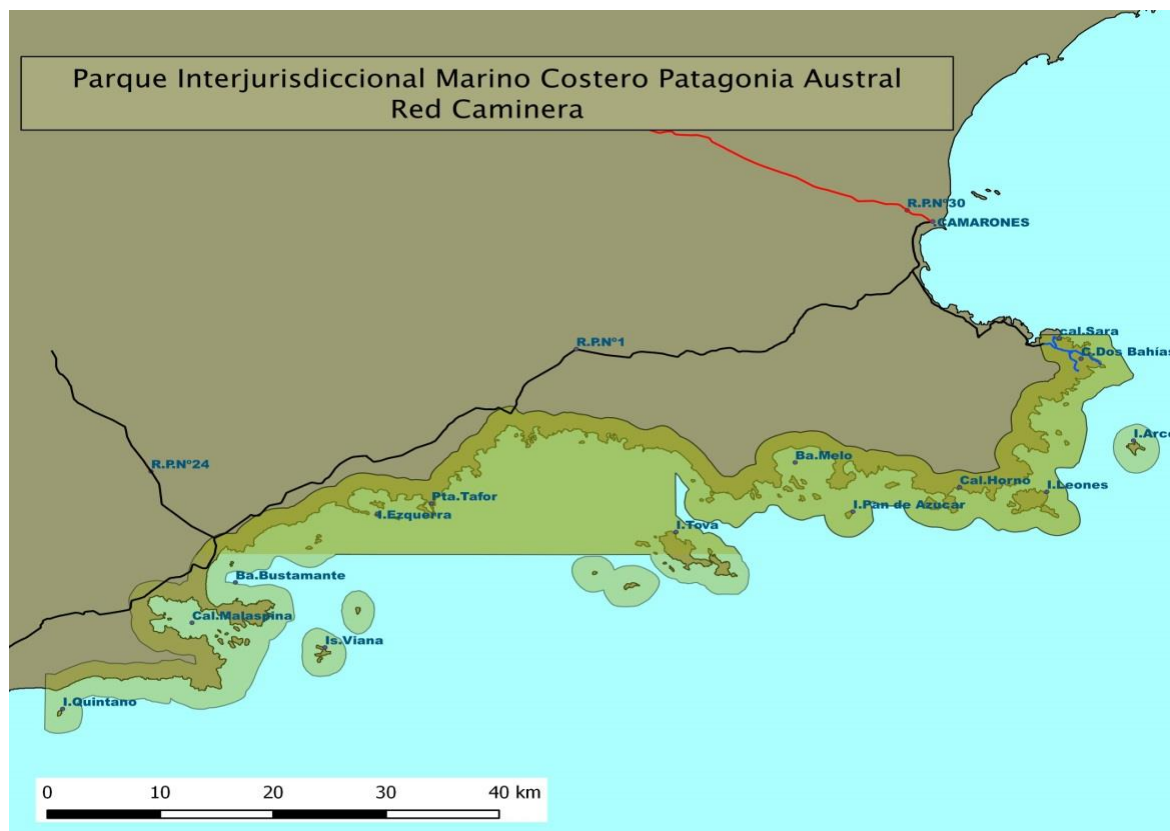 Parque Interjurisdiccional Marino Costero Patagonia Austral
Red Caminera
R.P.Nº30
CAMARONES
cal.Sara
C.Dos Bahías
R.P.Nº1
I.Arce
R.P.Nº24
Ba.Melo
Cal.Horno
I.Leones
Pta.Tafor
I.Ezquerra
I.Pan de Azucar
I.Tova
Ba.Bustamante
Cal.Malaspina
Is.Viana
I.Quintano
0 10 20 30 40 km